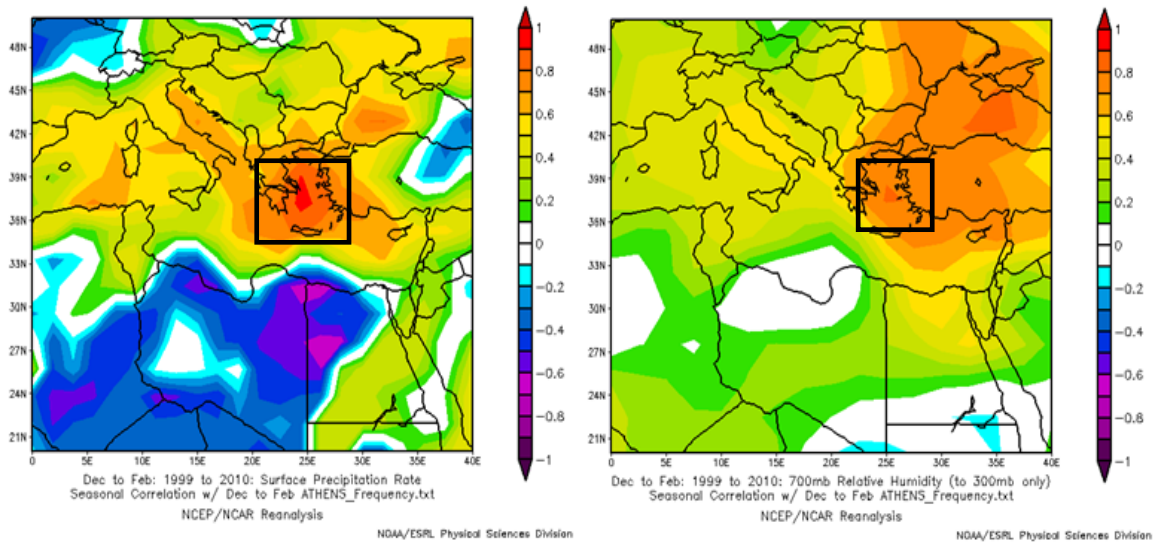 48N
45N
42N
39N
36N
33N
30N
27N
24N
21N
0 5E 10E 15E 20E 25E 30E 35E 40E
1
0.8
0.6
0.4
0.2
0
−0.2
−0.4
−0.6
−0.8
−1
Dec to Feb: 1999 to 2010: Surface Precipitation Rate
Seasonal Correlation w/ Dec to Feb ATHENS_Frequency.txt
NCEP/NCAR Reanalysis
NOAA/ESRL Physical Sciences Division
48N
45N
42N
39N
36N
33N
30N
27N
24N
21N
0 5E 10E 15E 20E 25E 30E 35E 40E
1
0.8
0.6
0.4
0.2
0
−0.2
−0.4
−0.6
−0.8
−1
Dec to Feb: 1999 to 2010: 700mb Relative Humidity (to 300mb only)
Seasonal Correlation w/ Dec to Feb ATHENS_Frequency.txt
NCEP/NCAR Reanalysis
NOAA/ESRL Physical Sciences Division